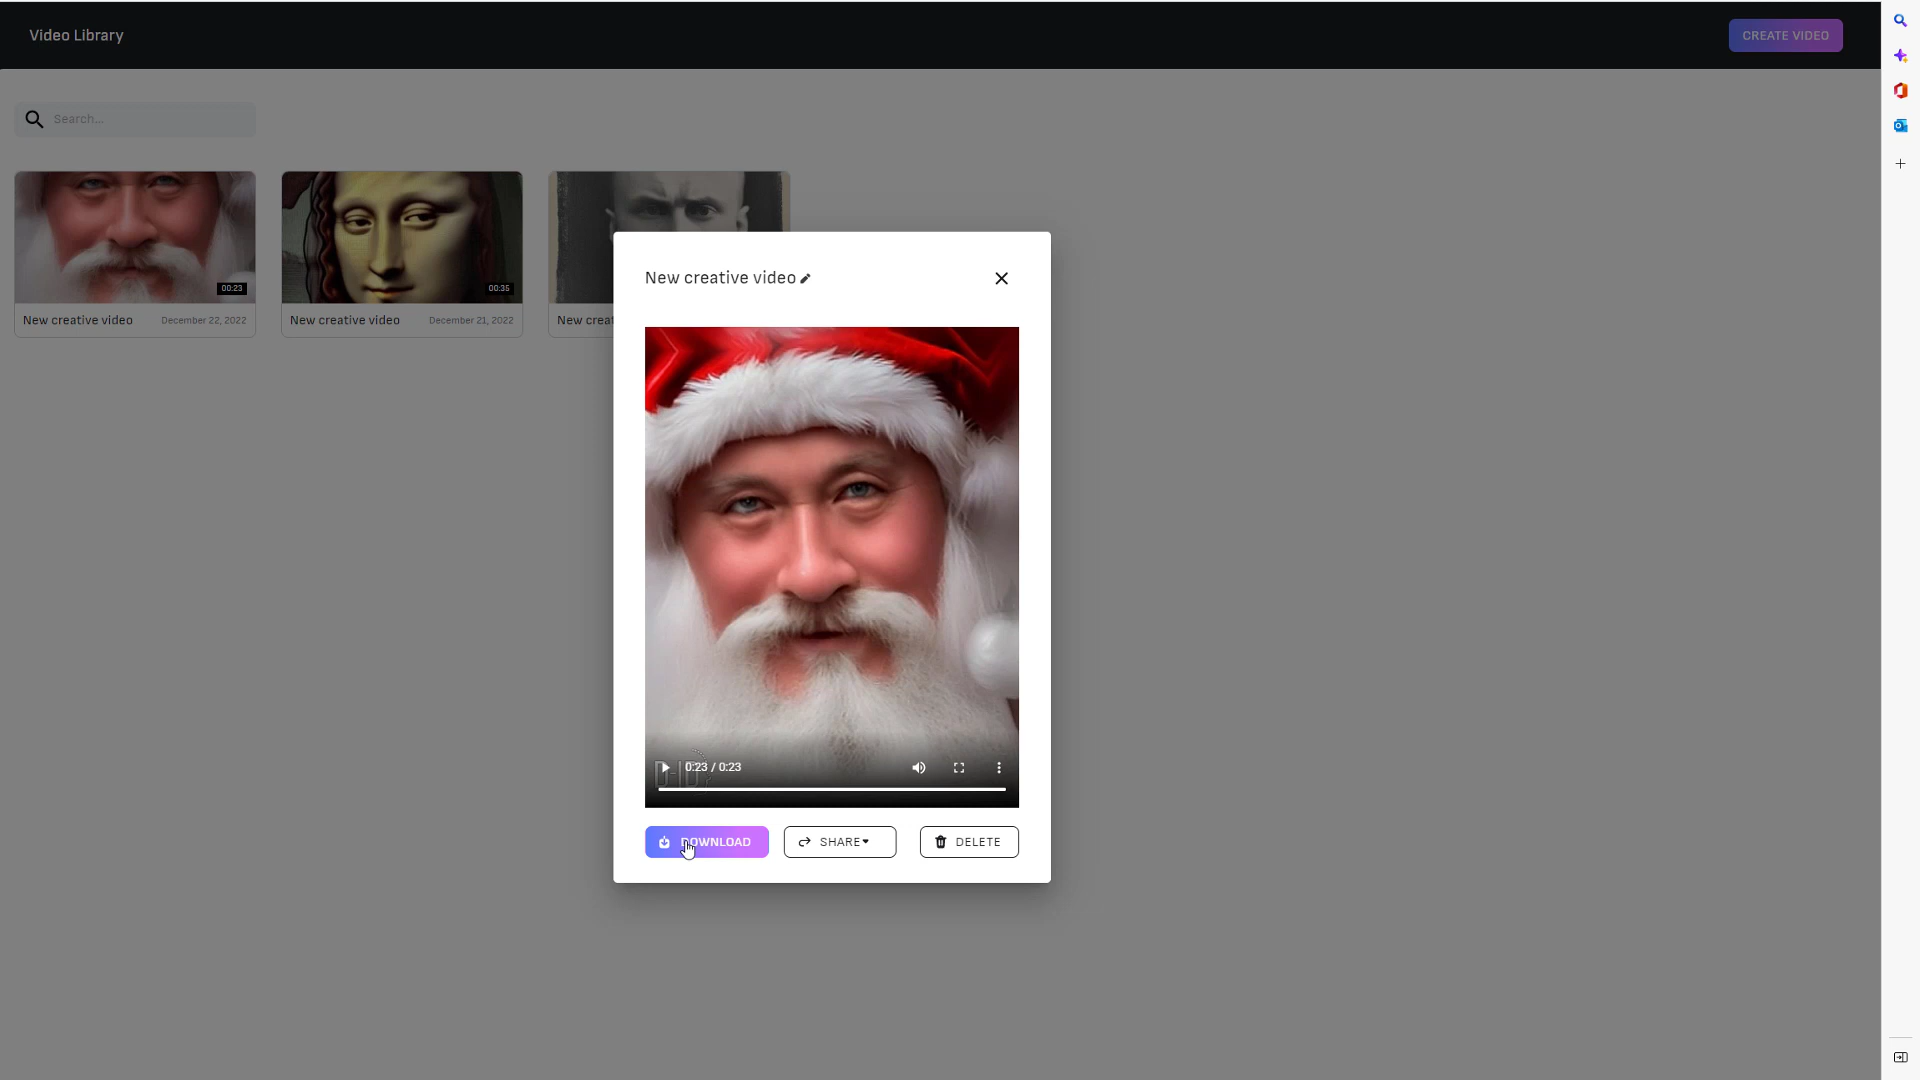 Video Library
CREATE VIDEO
Search...
00:23
00:35
New creative video December 22, 2022
New creative video December 21, 2022
New creat
New creative video
D-ID
0:23 / 0:23
DOWNLOAD
SHARE
DELETE